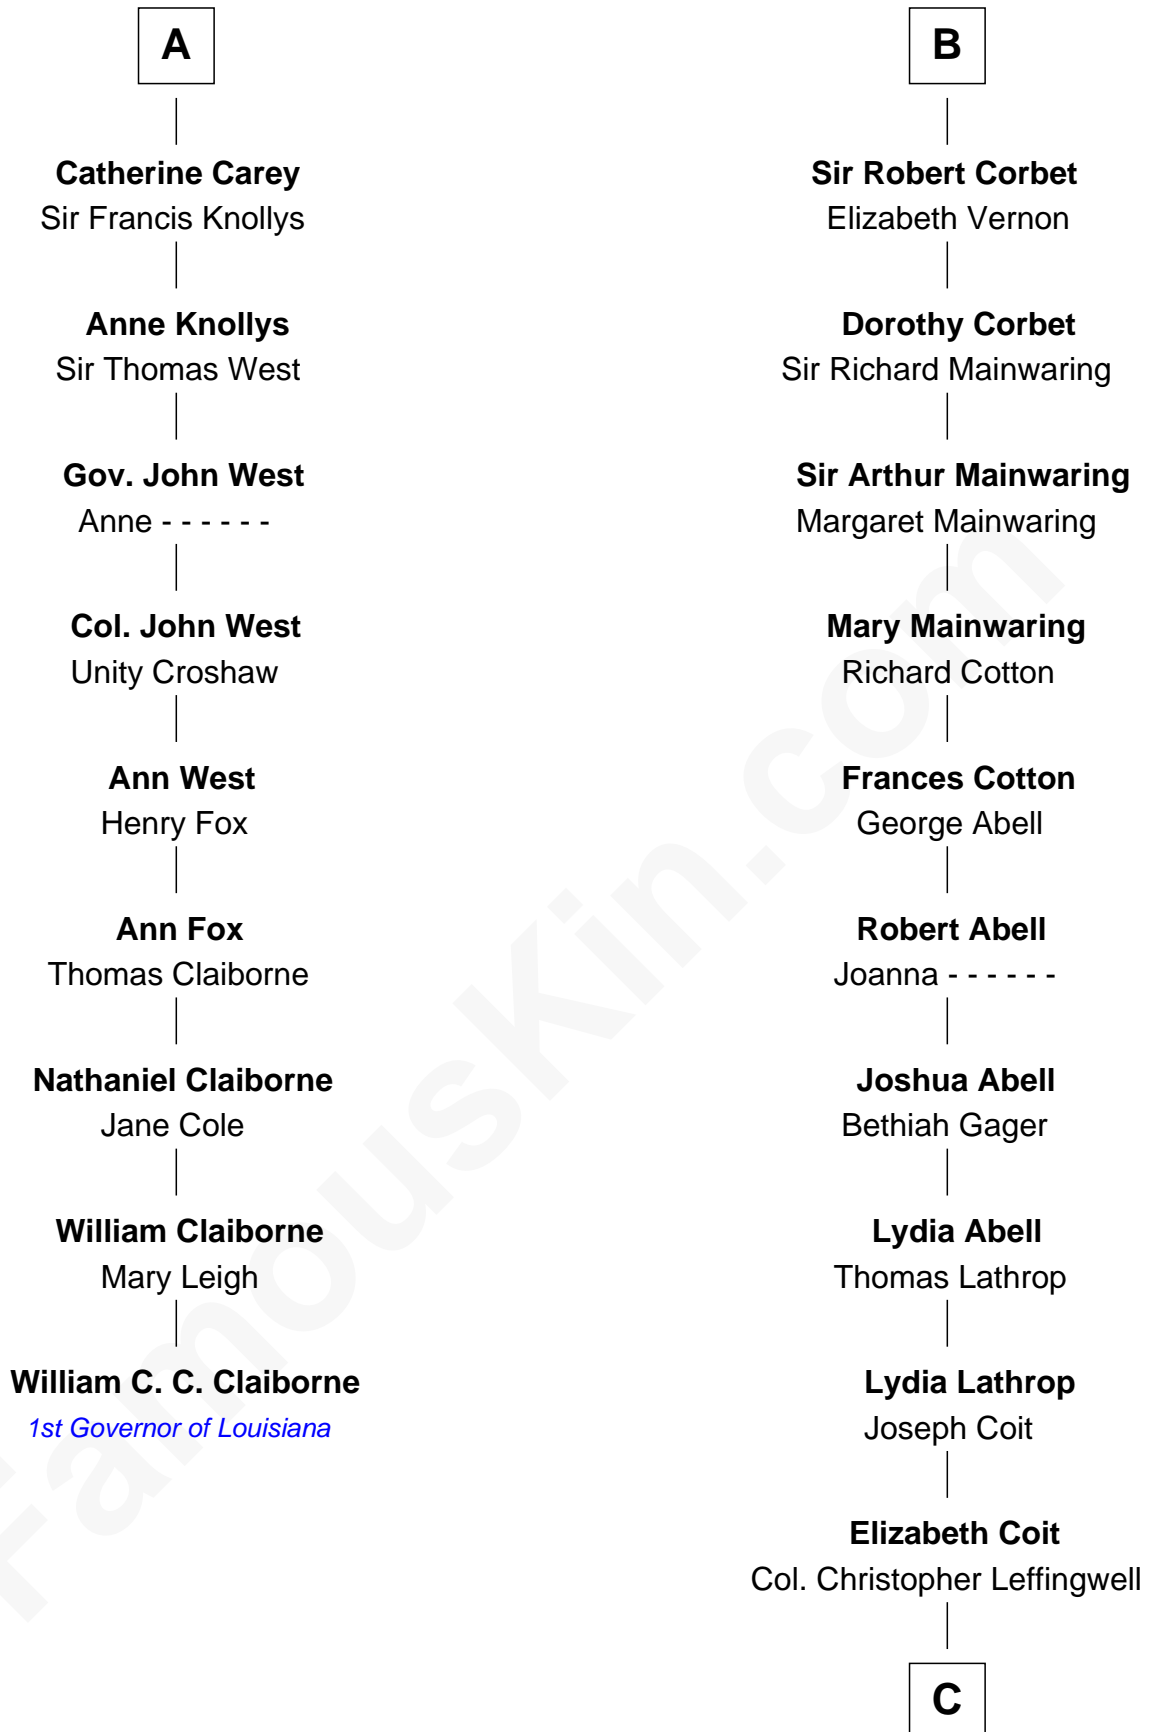 A
Catherine Carey
Sir Francis Knollys
Anne Knollys
Sir Thomas West
Gov. John West
Anne - - - - - -
Col. John West
Unity Croshaw
Ann West
Henry Fox
Ann Fox
Thomas Claiborne
Nathaniel Claiborne
Jane Cole
William Claiborne
Mary Leigh
William C. C. Claiborne
1st Governor of Louisiana
B
Sir Robert Corbet
Elizabeth Vernon
Dorothy Corbet
Sir Richard Mainwaring
Sir Arthur Mainwaring
Margaret Mainwaring
Mary Mainwaring
Richard Cotton
Frances Cotton
George Abell
Robert Abell
Joanna - - - - - -
Joshua Abell
Bethiah Gager
Lydia Abell
Thomas Lathrop
Lydia Lathrop
Joseph Coit
Elizabeth Coit
Col. Christopher Leffingwell
C
FamousKin.com